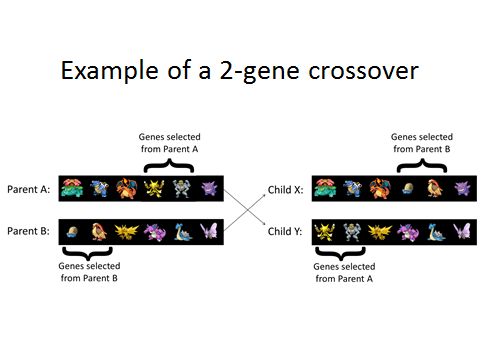 Example of a 2-gene crossover
Genes selected
from Parent A
Genes selected
from Parent B
Parent A:
Child X:
Parent B:
Child Y:
Genes selected
from Parent B
Genes selected
from Parent A